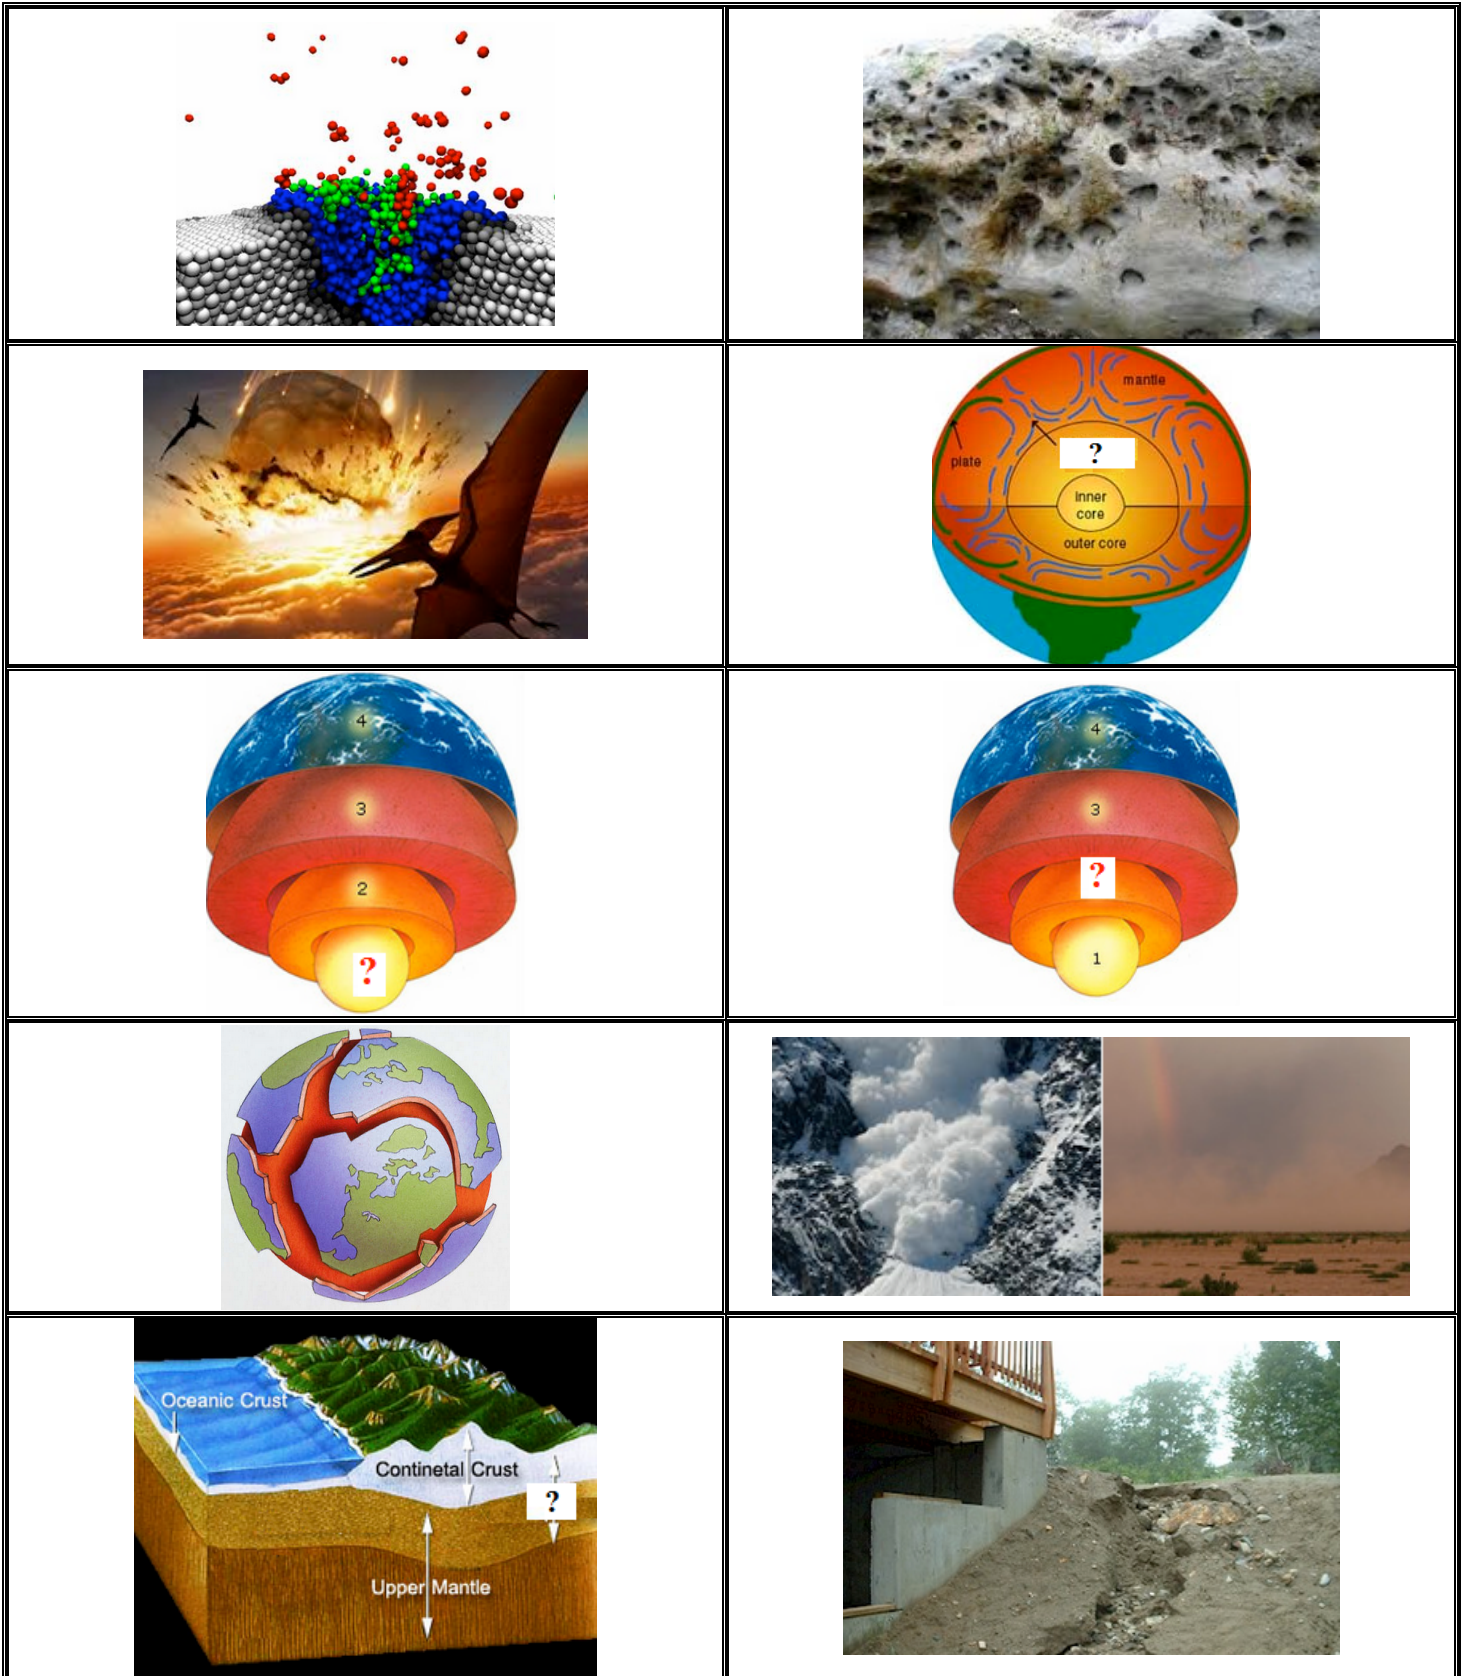 mantle
?
plate
inner
core
outer core
4
3
2
?
4
3
?
1
Oceanic Crust
Continetal Crust
?
Upper Mantle